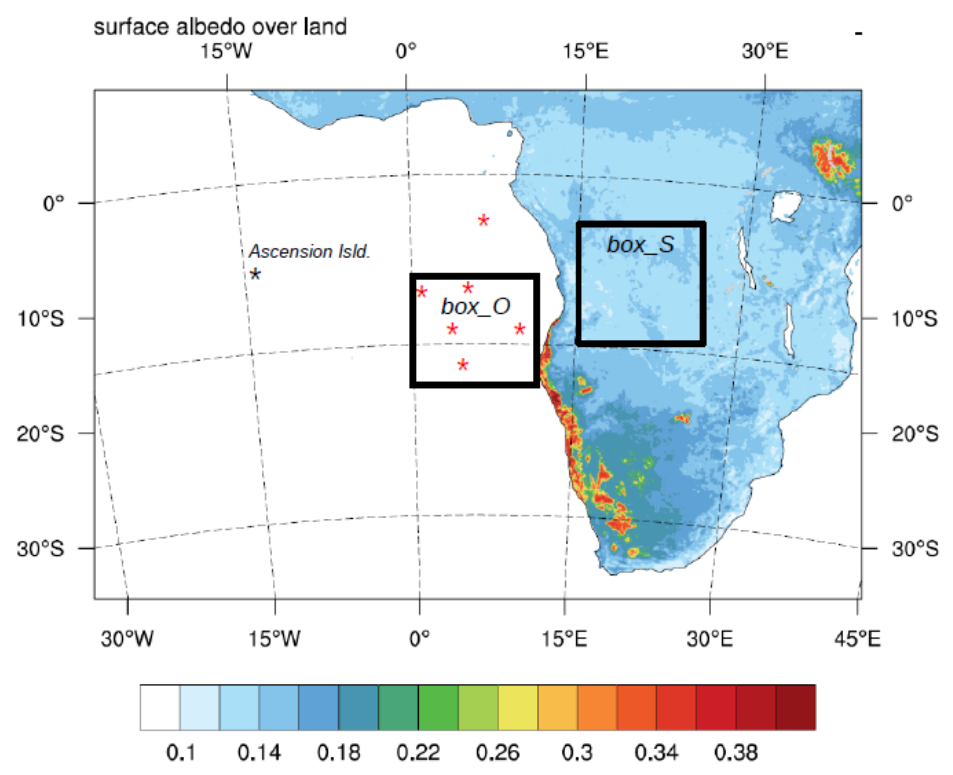 surface albedo over land -
15°W 0° 15°E 30°E
0° 0°
Ascension Isld.
*
box_S
box_O
10°S 10°S
20°S 20°S
30°S 30°S
30°W 15°W 0° 15°E 30°E 45°E
0.1 0.14 0.18 0.22 0.26 0.3 0.34 0.38